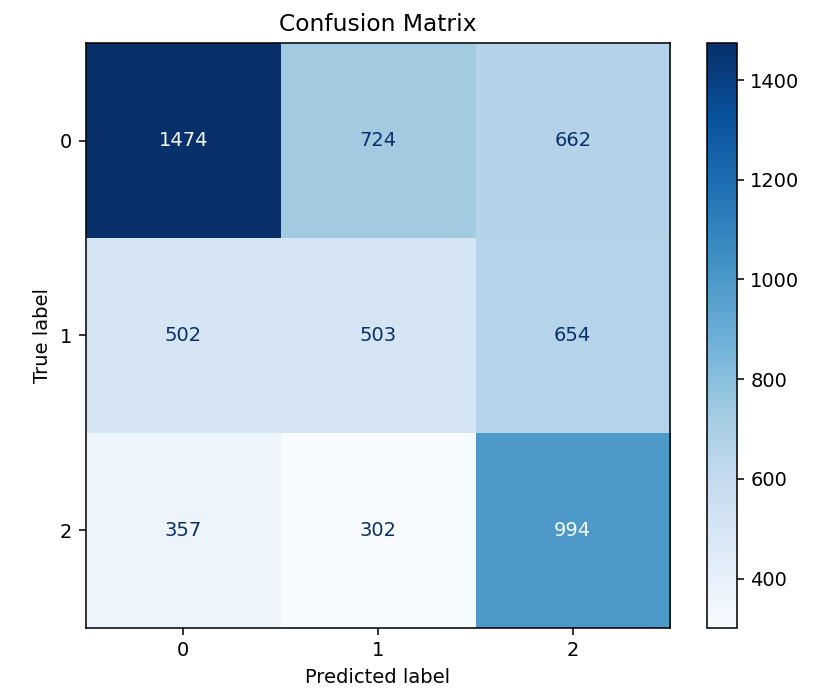 Confusion Matrix
True label
0
1474 724 662
1
502 503 654
2
357 302 994
0 1 2
Predicted label
1400
1200
1000
800
600
400